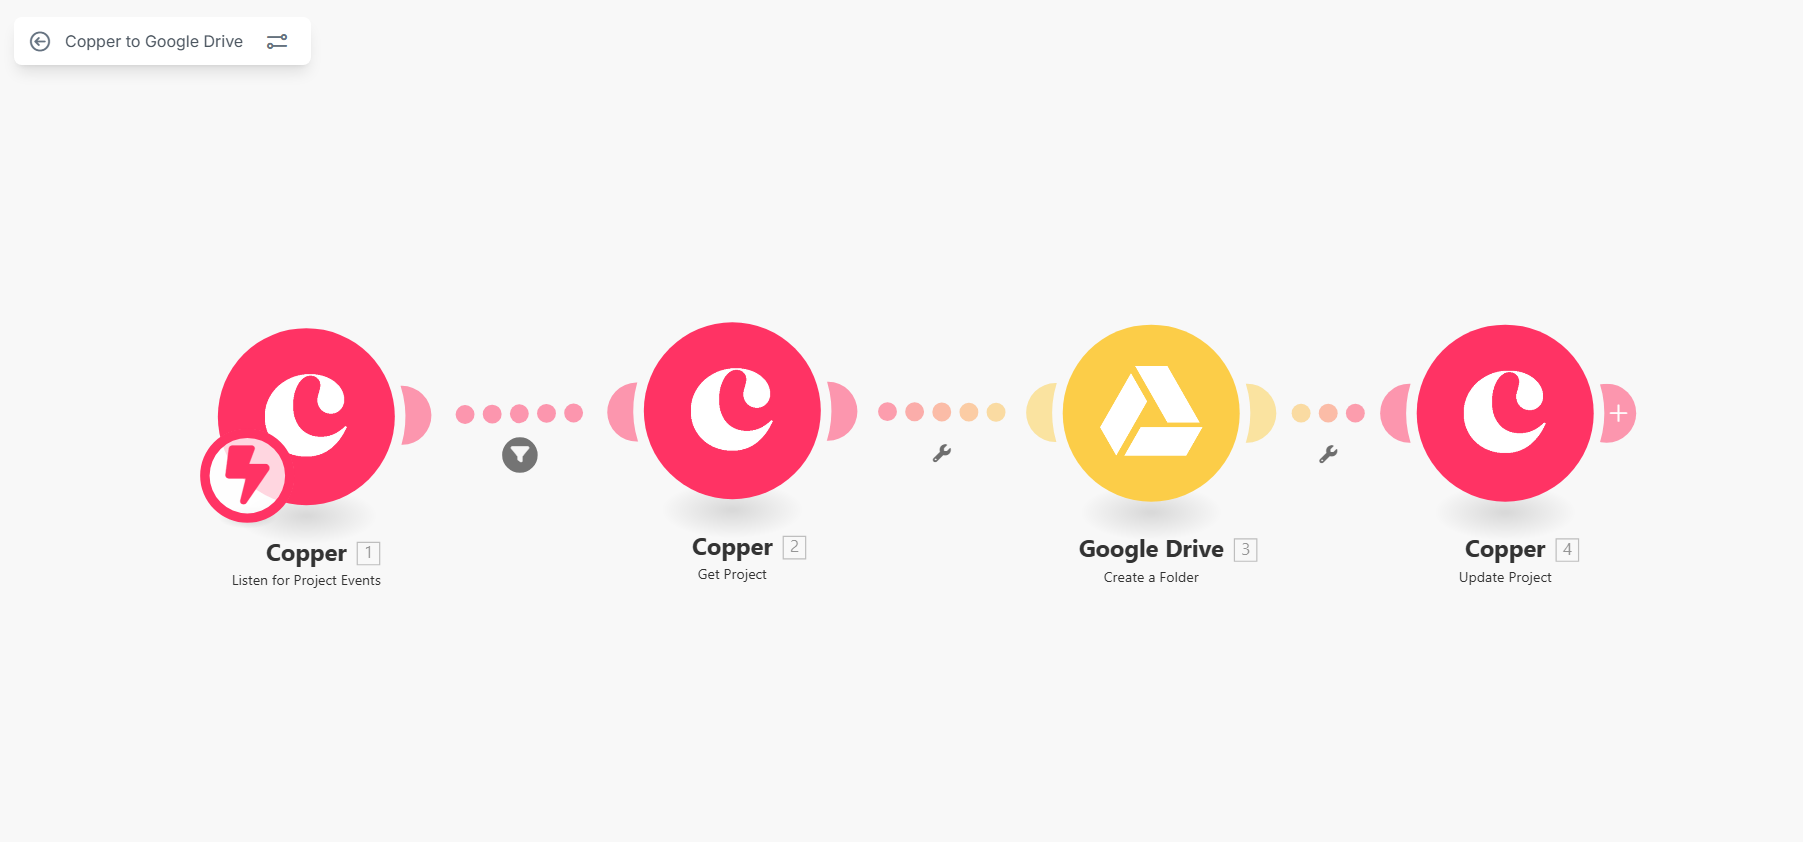 Copper to Google Drive
Copper 1
Listen for Project Events
Copper 2
Get Project
Google Drive 3
Create a Folder
Copper 4
Update Project